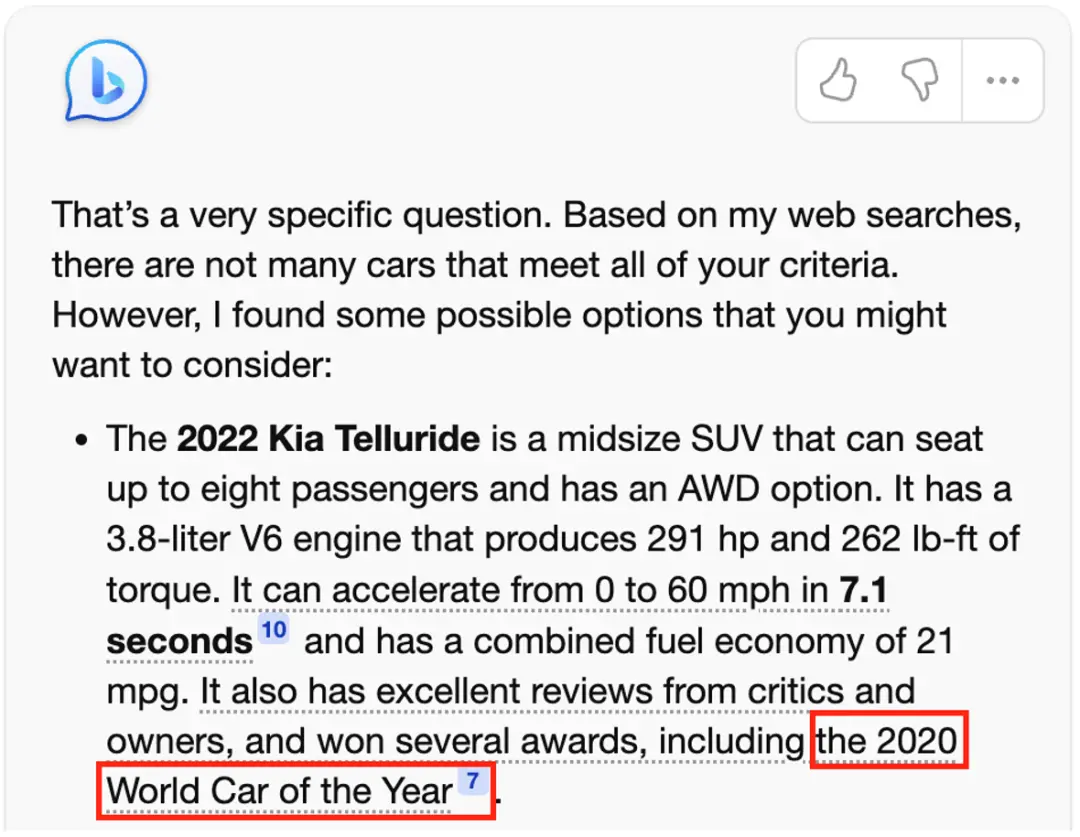 That’s a very specific question. Based on my web searches,
there are not many cars that meet all of your criteria.
However, I found some possible options that you might
want to consider:
• The 2022 Kia Telluride is a midsize SUV that can seat
up to eight passengers and has an AWD option. It has a
3.8-liter V6 engine that produces 291 hp and 262 lb-ft of
torque. It can accelerate from 0 to 60 mph in 7.1
seconds 10 and has a combined fuel economy of 21
mpg. It also has excellent reviews from critics and
owners, and won several awards, including the 2020
World Car of the Year 7.